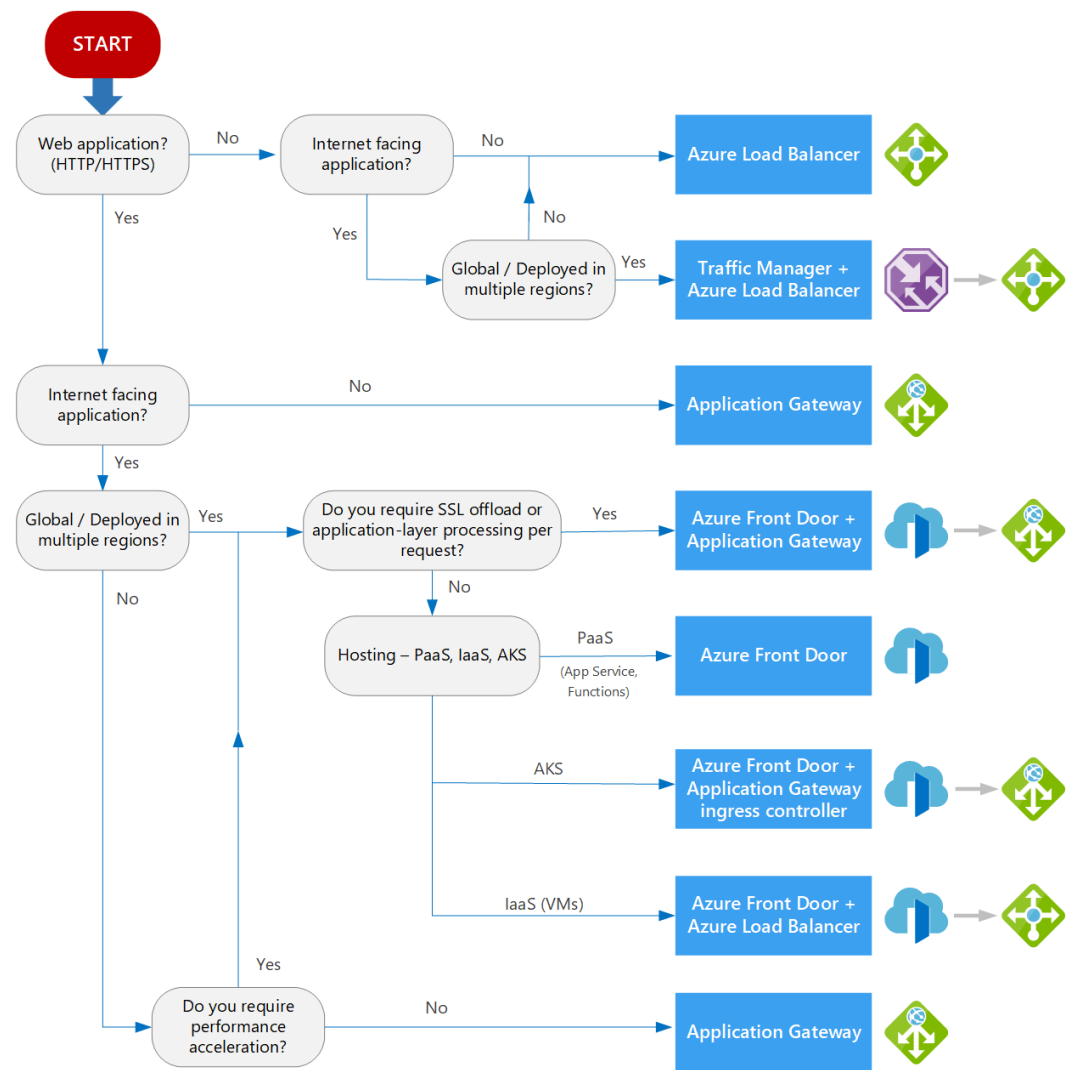 START
Web application?
(HTTP/HTTPS)
No
Internet facing
application?
No
Azure Load Balancer
Yes
Yes
No
Global / Deployed in
multiple regions?
Yes
Traffic Manager +
Azure Load Balancer
Internet facing
application?
No
Application Gateway
Yes
Global / Deployed in
multiple regions?
Yes
Do you require SSL offload or
application-layer processing per
request?
Yes
Azure Front Door +
Application Gateway
No
No
Hosting – PaaS, IaaS, AKS
PaaS
(App Service,
Functions)
Azure Front Door
AKS
Azure Front Door +
Application Gateway
ingress controller
IaaS (VMs)
Azure Front Door +
Azure Load Balancer
Yes
Do you require
performance
acceleration?
No
Application Gateway